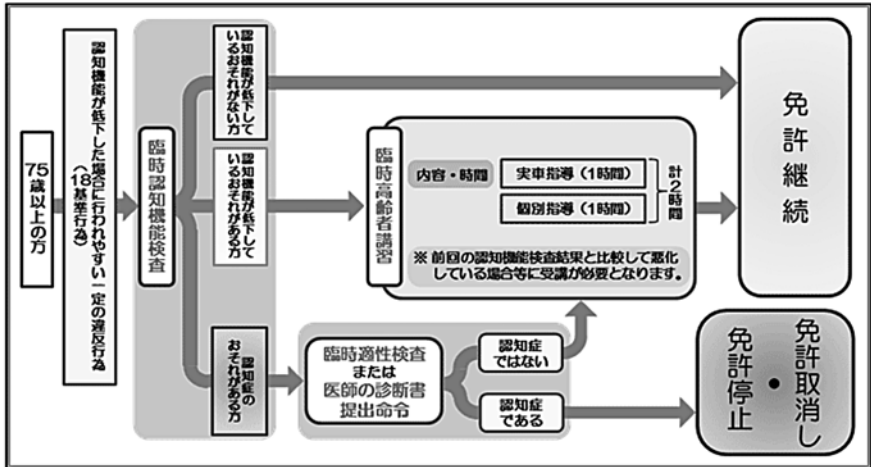 75歳以上の方
認知機能が低下した場合に行われやすい一定の違反行為
(18基準行為)
臨時認知機能検査
認知機能が低下して
いるおそれがない方
認知機能が低下して
いるおそれがある方
認知症の
おそれがある方
臨時高齢者講習
内容・時間
実車指導(1時間)
個別指導(1時間)
計2時間
※ 前回の認知機能検査結果と比較して悪化
している場合等に受講が必要となります。
臨時適性検査
または
医師の診断書
提出命令
認知症
ではない
認知症
である
免許継続
免許取消し
・
免許停止